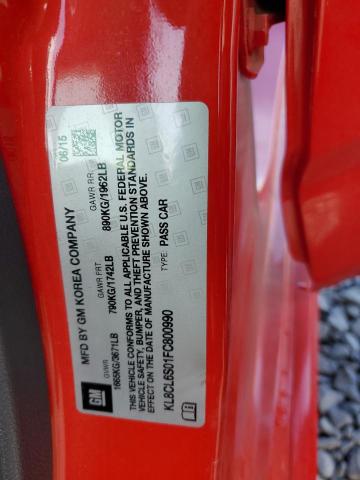 MFD BY GM KOREA COMPANY 06/15
GVWR GAWR FRT GAWR RR
1665KG/3671LB 790KG/1742LB 890KG/1962LB
THIS VEHICLE CONFORMS TO ALL APPLICABLE U.S. FEDERAL MOTOR
VEHICLE SAFETY, BUMPER, AND THEFT PREVENTION STANDARDS IN
EFFECT ON THE DATE OF MANUFACTURE SHOWN ABOVE.
KL8CL6S01FC800990 TYPE: PASS CAR
GM